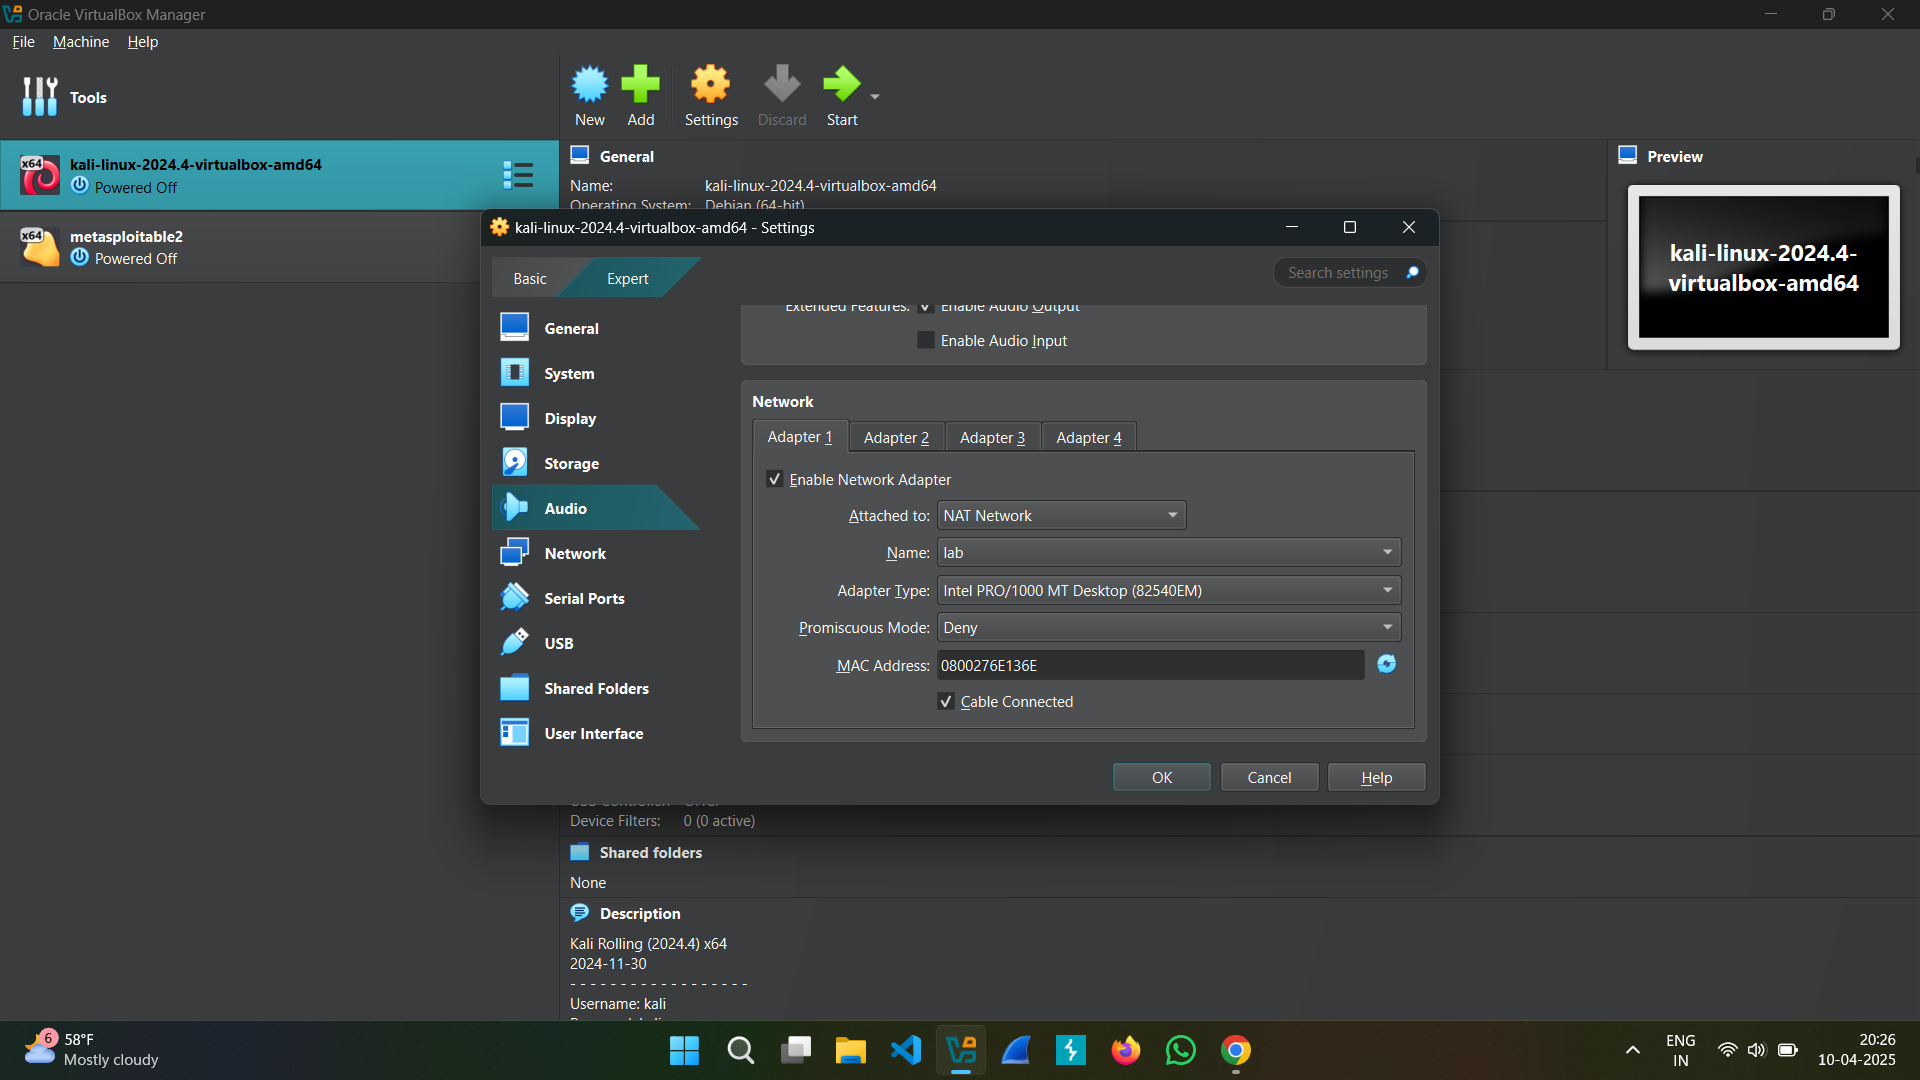 Oracle VirtualBox Manager
File Machine Help
Tools
New Add Settings Discard Start
x64 kali-linux-2024.4-virtualbox-amd64
Powered Off
x64 metasploitable2
Powered Off
General
Name: kali-linux-2024.4-virtualbox-amd64
Operating System: Debian (64-bit)
Preview
kali-linux-2024.4-
virtualbox-amd64
kali-linux-2024.4-virtualbox-amd64 - Settings
Basic Expert
Search settings
General
System
Display
Storage
Audio
Network
Serial Ports
USB
Shared Folders
User Interface
Extended Features: Enable Audio Output
Enable Audio Input
Network
Adapter 1 Adapter 2 Adapter 3 Adapter 4
Enable Network Adapter
Attached to: NAT Network
Name: lab
Adapter Type: Intel PRO/1000 MT Desktop (82540EM)
Promiscuous Mode: Deny
MAC Address: 0800276E136E
Cable Connected
OK Cancel Help
Device Filters: 0 (0 active)
Shared folders
None
Description
Kali Rolling (2024.4) x64
2024-11-30
- - - - - - - - - - - - - - - - - -
Username: kali
6
58°F
Mostly cloudy
ENG
IN
20:26
10-04-2025